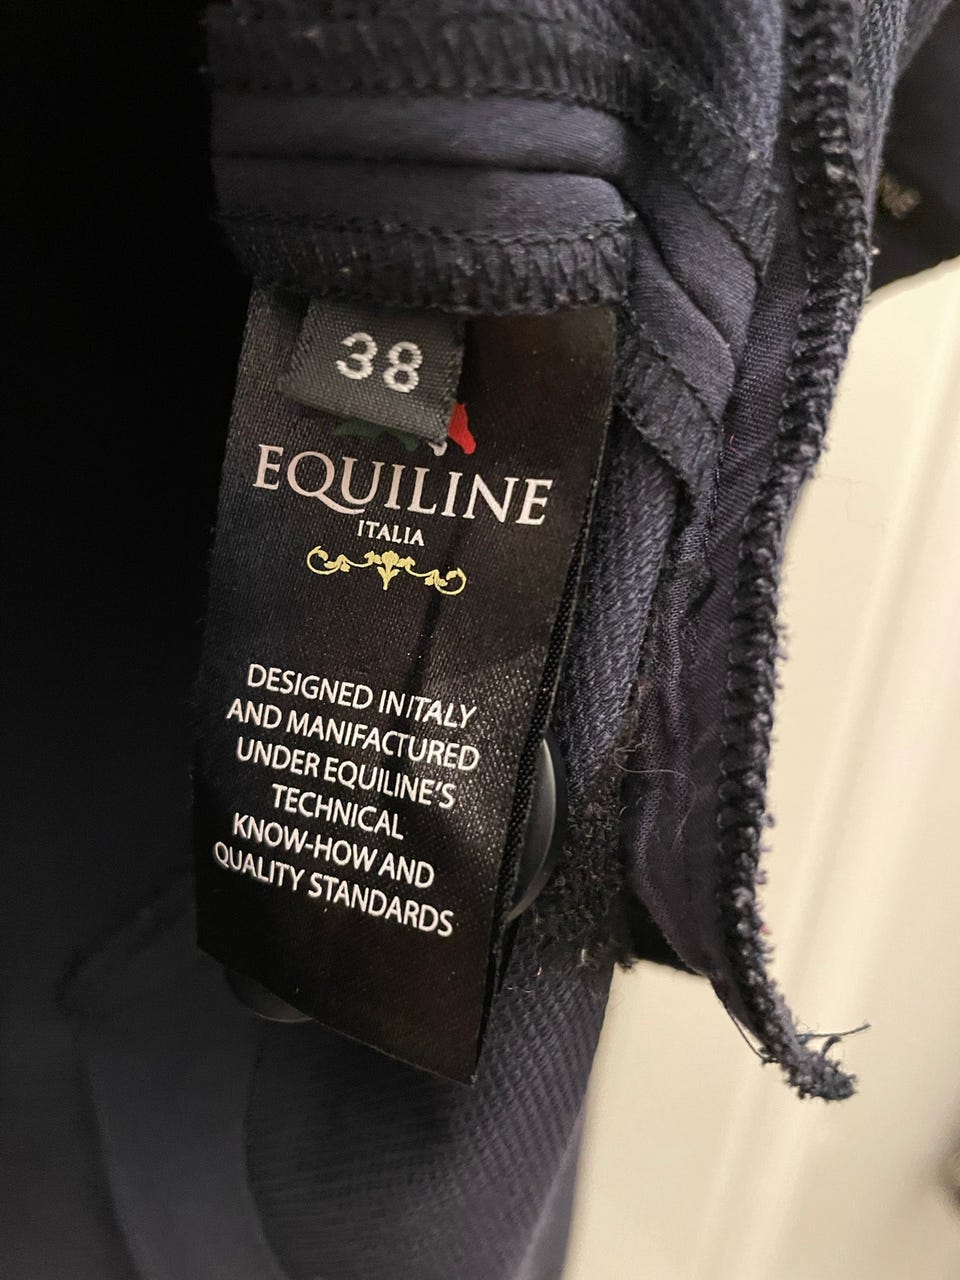 38
EQUILINE
ITALIA
DESIGNED IN ITALY
AND MANIFACTURED
UNDER EQUILINE'S
TECHNICAL
KNOW-HOW AND
QUALITY STANDARDS